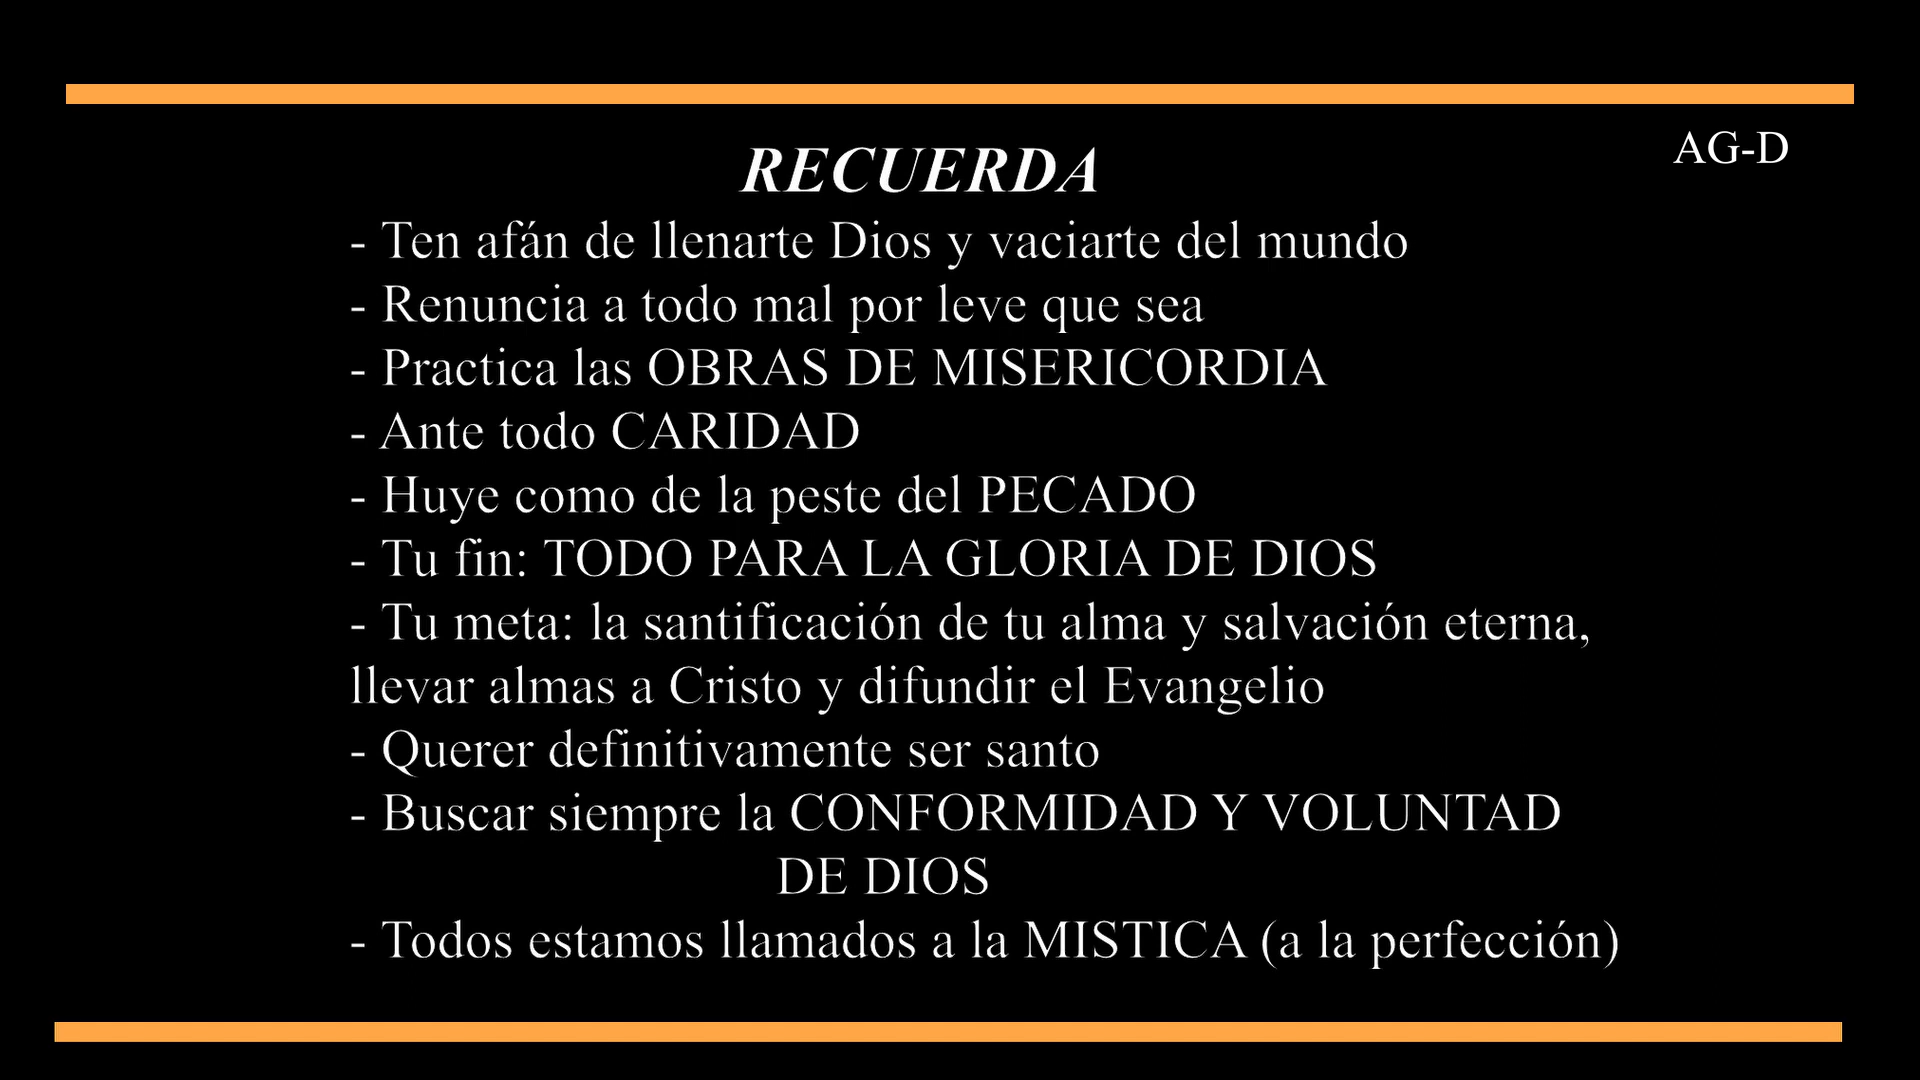 AG-D
RECUERDA
- Ten afán de llenarte Dios y vaciarte del mundo
- Renuncia a todo mal por leve que sea
- Practica las OBRAS DE MISERICORDIA
- Ante todo CARIDAD
- Huye como de la peste del PECADO
- Tu fin: TODO PARA LA GLORIA DE DIOS
- Tu meta: la santificación de tu alma y salvación eterna,
llevar almas a Cristo y difundir el Evangelio
- Querer definitivamente ser santo
- Buscar siempre la CONFORMIDAD Y VOLUNTAD
DE DIOS
- Todos estamos llamados a la MISTICA (a la perfección)